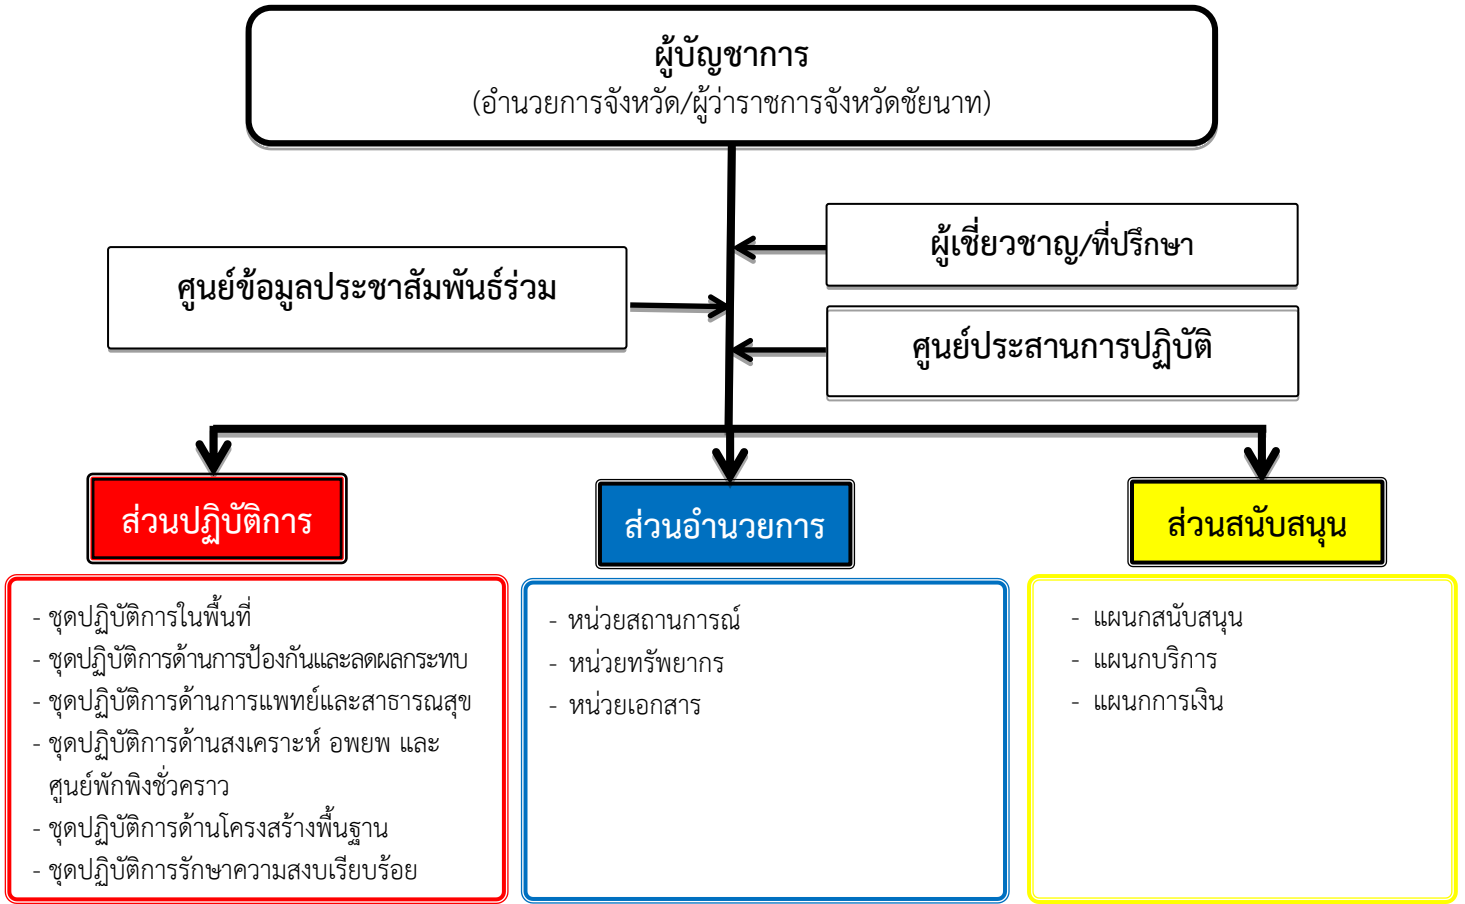 ผู้บัญชาการ
(อำนวยการจังหวัด/ผู้ว่าราชการจังหวัดชัยนาท)
ผู้เชี่ยวชาญ/ที่ปรึกษา
ศูนย์ข้อมูลประชาสัมพันธ์ร่วม
ศูนย์ประสานการปฏิบัติ
ส่วนปฏิบัติการ
- ชุดปฏิบัติการในพื้นที่
- ชุดปฏิบัติการด้านการป้องกันและลดผลกระทบ
- ชุดปฏิบัติการด้านการแพทย์และสาธารณสุข
- ชุดปฏิบัติการด้านสงเคราะห์ อพยพ และ
ศูนย์พักพิงชั่วคราว
- ชุดปฏิบัติการด้านโครงสร้างพื้นฐาน
- ชุดปฏิบัติการรักษาความสงบเรียบร้อย
ส่วนอำนวยการ
- หน่วยสถานการณ์
- หน่วยทรัพยากร
- หน่วยเอกสาร
ส่วนสนับสนุน
- แผนกสนับสนุน
- แผนกบริการ
- แผนกการเงิน